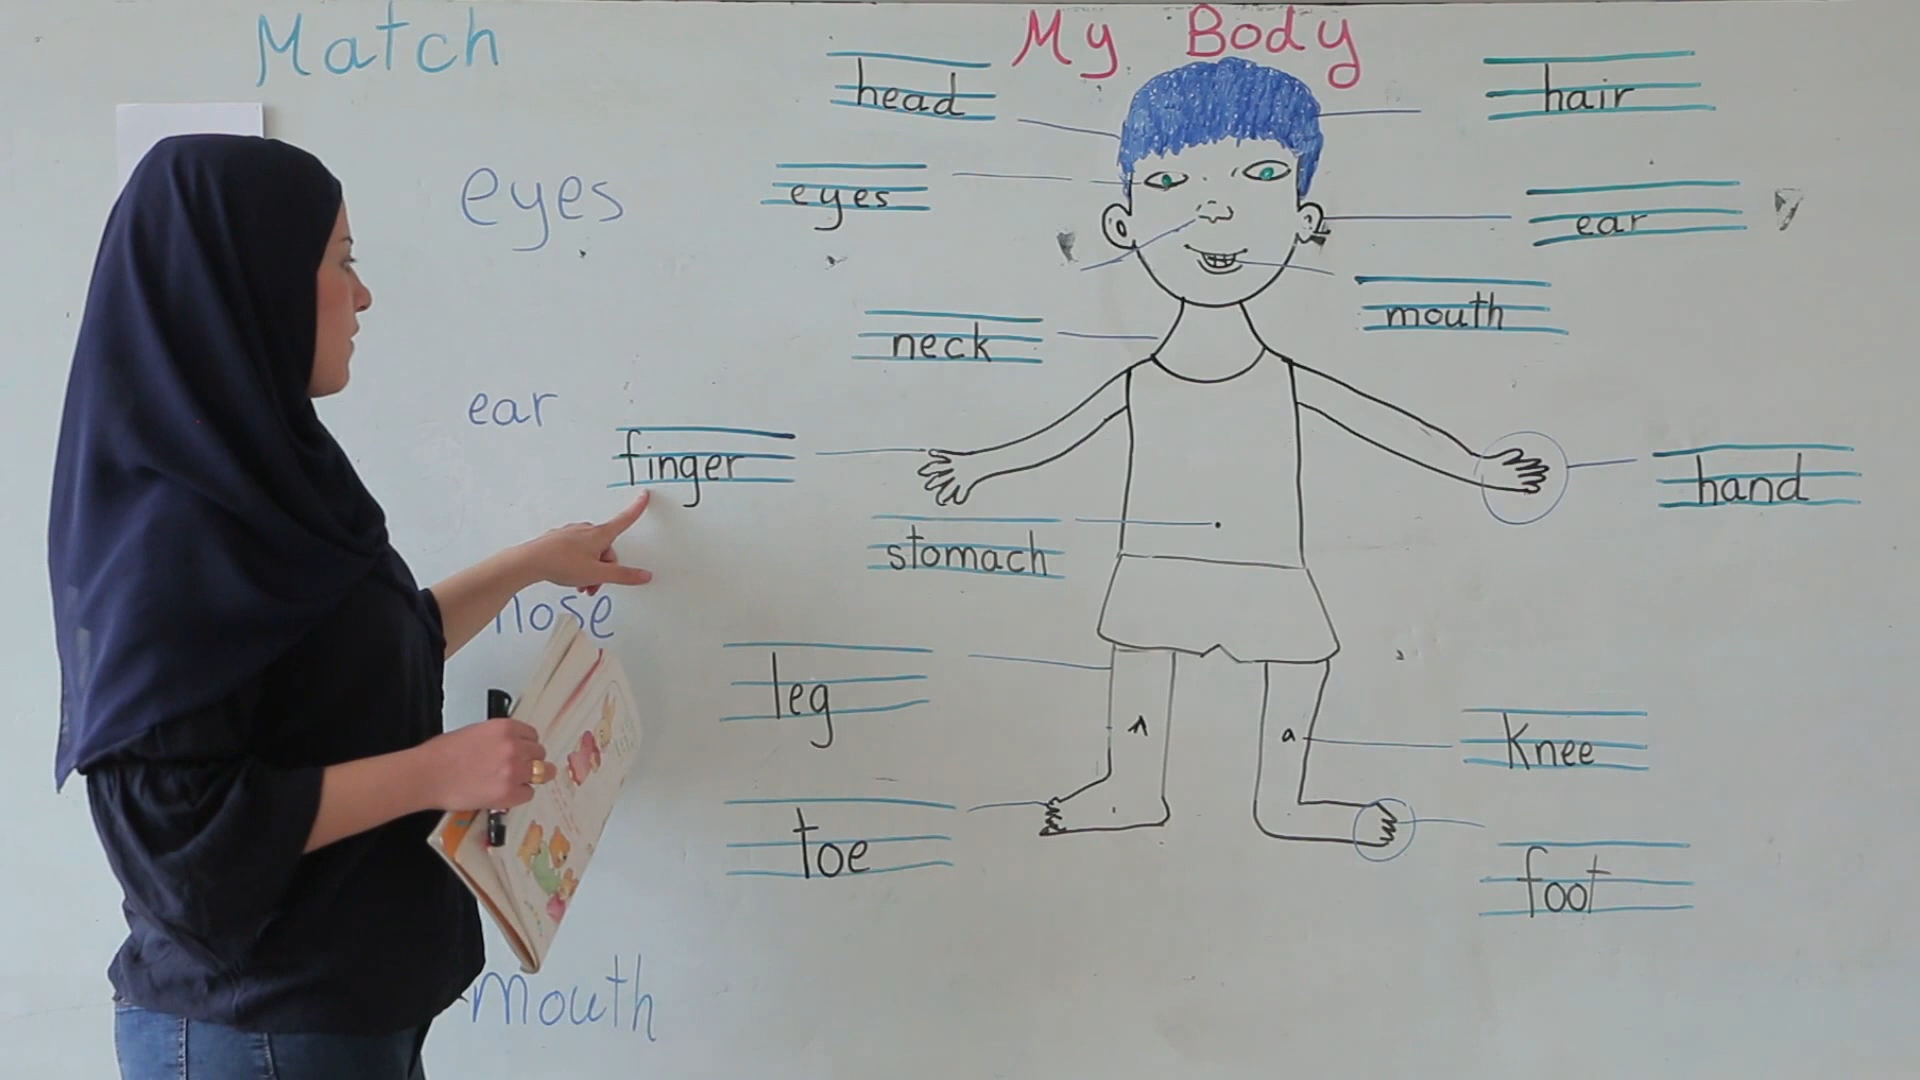 Match
My Body
head
hair
eyes
eyes
ear
mouth
neck
ear
finger
hand
stomach
nose
leg
Knee
toe
foot
mouth